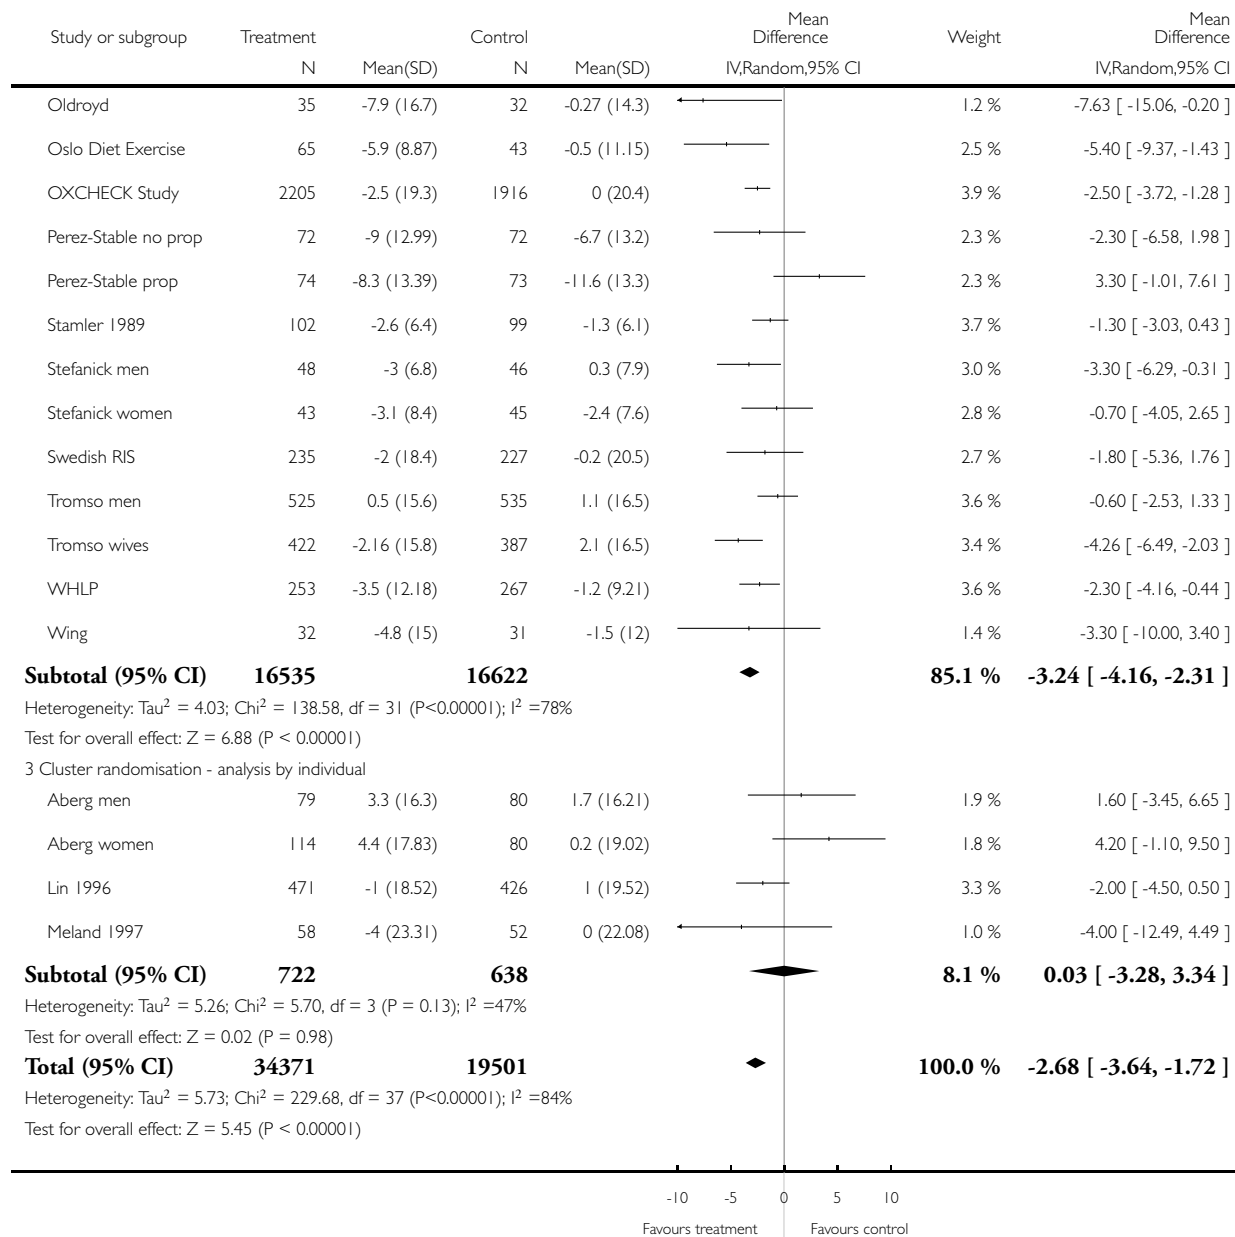 Mean Mean
Study or subgroup Treatment Control Difference Weight Difference
N Mean(SD) N Mean(SD) IV,Random,95% CI IV,Random,95% CI
Oldroyd 35 -7.9 (16.7) 32 -0.27 (14.3) 1.2 % -7.63 [ -15.06, -0.20 ]
Oslo Diet Exercise 65 -5.9 (8.87) 43 -0.5 (11.15) 2.5 % -5.40 [ -9.37, -1.43 ]
OXCHECK Study 2205 -2.5 (19.3) 1916 0 (20.4) 3.9 % -2.50 [ -3.72, -1.28 ]
Perez-Stable no prop 72 -9 (12.99) 72 -6.7 (13.2) 2.3 % -2.30 [ -6.58, 1.98 ]
Perez-Stable prop 74 -8.3 (13.39) 73 -11.6 (13.3) 2.3 % 3.30 [ -1.01, 7.61 ]
Stamler 1989 102 -2.6 (6.4) 99 -1.3 (6.1) 3.7 % -1.30 [ -3.03, 0.43 ]
Stefanick men 48 -3 (6.8) 46 0.3 (7.9) 3.0 % -3.30 [ -6.29, -0.31 ]
Stefanick women 43 -3.1 (8.4) 45 -2.4 (7.6) 2.8 % -0.70 [ -4.05, 2.65 ]
Swedish RIS 235 -2 (18.4) 227 -0.2 (20.5) 2.7 % -1.80 [ -5.36, 1.76 ]
Tromso men 525 0.5 (15.6) 535 1.1 (16.5) 3.6 % -0.60 [ -2.53, 1.33 ]
Tromso wives 422 -2.16 (15.8) 387 2.1 (16.5) 3.4 % -4.26 [ -6.49, -2.03 ]
WHLP 253 -3.5 (12.18) 267 -1.2 (9.21) 3.6 % -2.30 [ -4.16, -0.44 ]
Wing 32 -4.8 (15) 31 -1.5 (12) 1.4 % -3.30 [ -10.00, 3.40 ]
Subtotal (95% CI) 16535 16622 85.1 % -3.24 [ -4.16, -2.31 ]
Heterogeneity: Tau² = 4.03; Chi² = 138.58, df = 31 (P<0.00001); I² =78%
Test for overall effect: Z = 6.88 (P < 0.00001)
3 Cluster randomisation - analysis by individual
Aberg men 79 3.3 (16.3) 80 1.7 (16.21) 1.9 % 1.60 [ -3.45, 6.65 ]
Aberg women 114 4.4 (17.83) 80 0.2 (19.02) 1.8 % 4.20 [ -1.10, 9.50 ]
Lin 1996 471 -1 (18.52) 426 1 (19.52) 3.3 % -2.00 [ -4.50, 0.50 ]
Meland 1997 58 -4 (23.31) 52 0 (22.08) 1.0 % -4.00 [ -12.49, 4.49 ]
Subtotal (95% CI) 722 638 8.1 % 0.03 [ -3.28, 3.34 ]
Heterogeneity: Tau² = 5.26; Chi² = 5.70, df = 3 (P = 0.13); I² =47%
Test for overall effect: Z = 0.02 (P = 0.98)
Total (95% CI) 34371 19501 100.0 % -2.68 [ -3.64, -1.72 ]
Heterogeneity: Tau² = 5.73; Chi² = 229.68, df = 37 (P<0.00001); I² =84%
Test for overall effect: Z = 5.45 (P < 0.00001)
-10 -5 0 5 10
Favours treatment Favours control